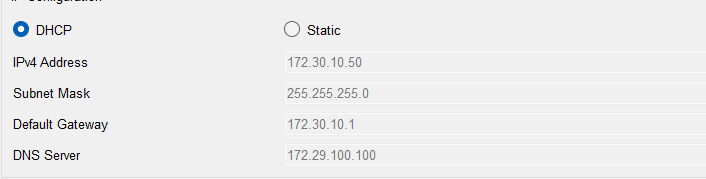 DHCP Static
IPv4 Address 172.30.10.50
Subnet Mask 255.255.255.0
Default Gateway 172.30.10.1
DNS Server 172.29.100.100